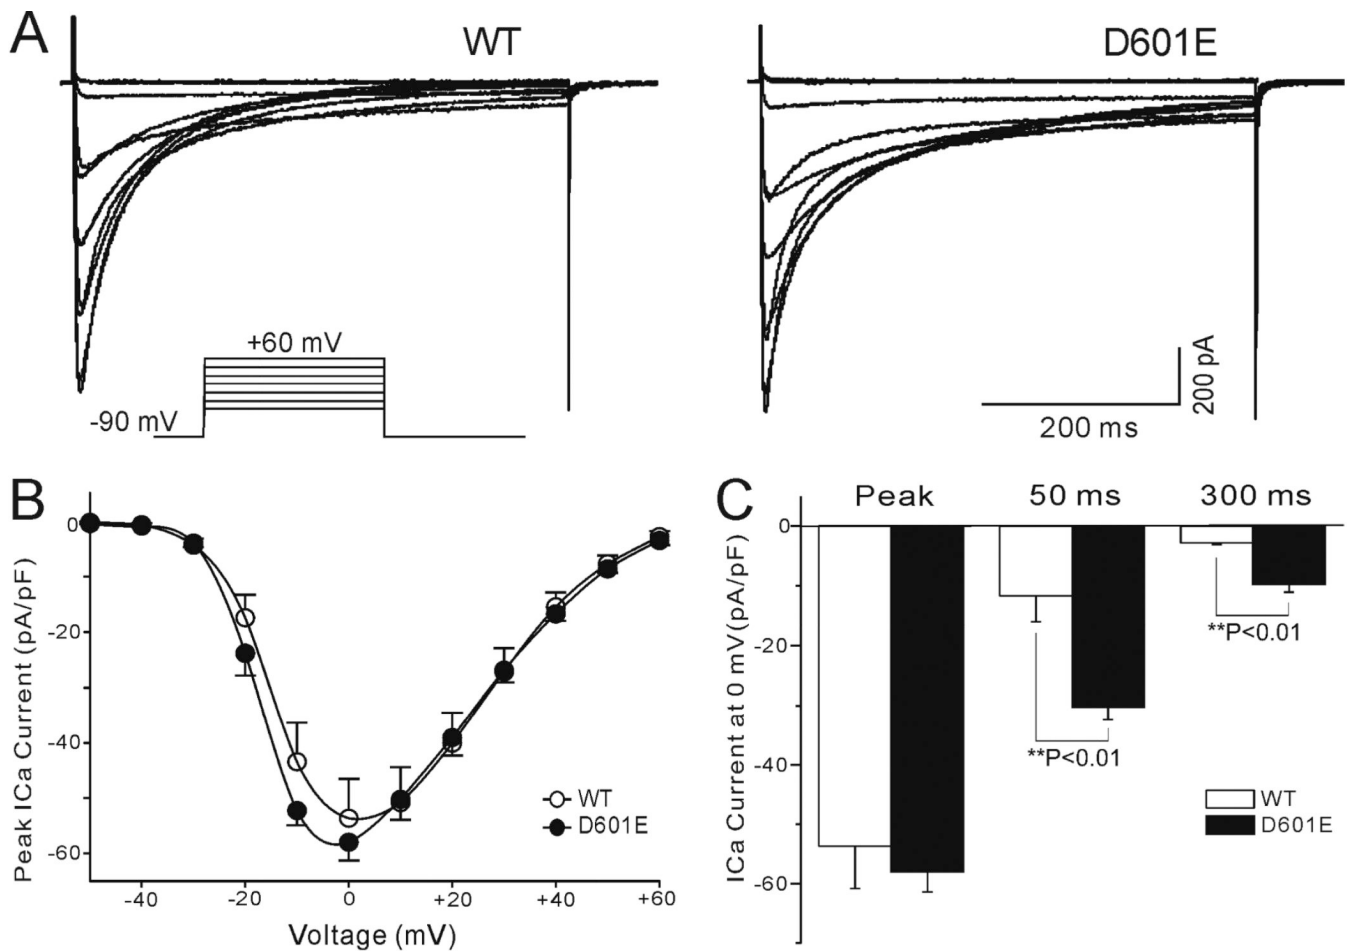 A
WT
D601E
+60 mV
-90 mV
200 pA
200 ms
B
Peak ICa Current (pA/pF)
0
-20
-40
-60
-40
-20
0
+20
+40
+60
Voltage (mV)
WT
D601E
C
Peak
50 ms
300 ms
ICa Current at 0 mV(pA/pF)
0
-20
-40
-60
**P<0.01
**P<0.01
WT
D601E